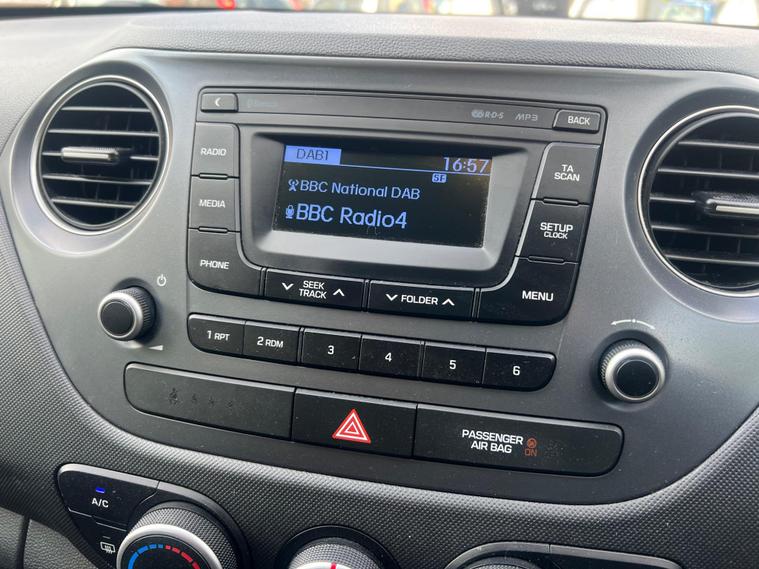 Bluetooth
R·D·S MP3
BACK
RADIO
MEDIA
PHONE
DAB1 16:57
SF
BBC National DAB
BBC Radio4
TA
SCAN
SETUP
CLOCK
SEEK
TRACK
FOLDER
MENU
1 RPT
2 RDM
3
4
5
6
PASSENGER
AIR BAG
ON
A/C